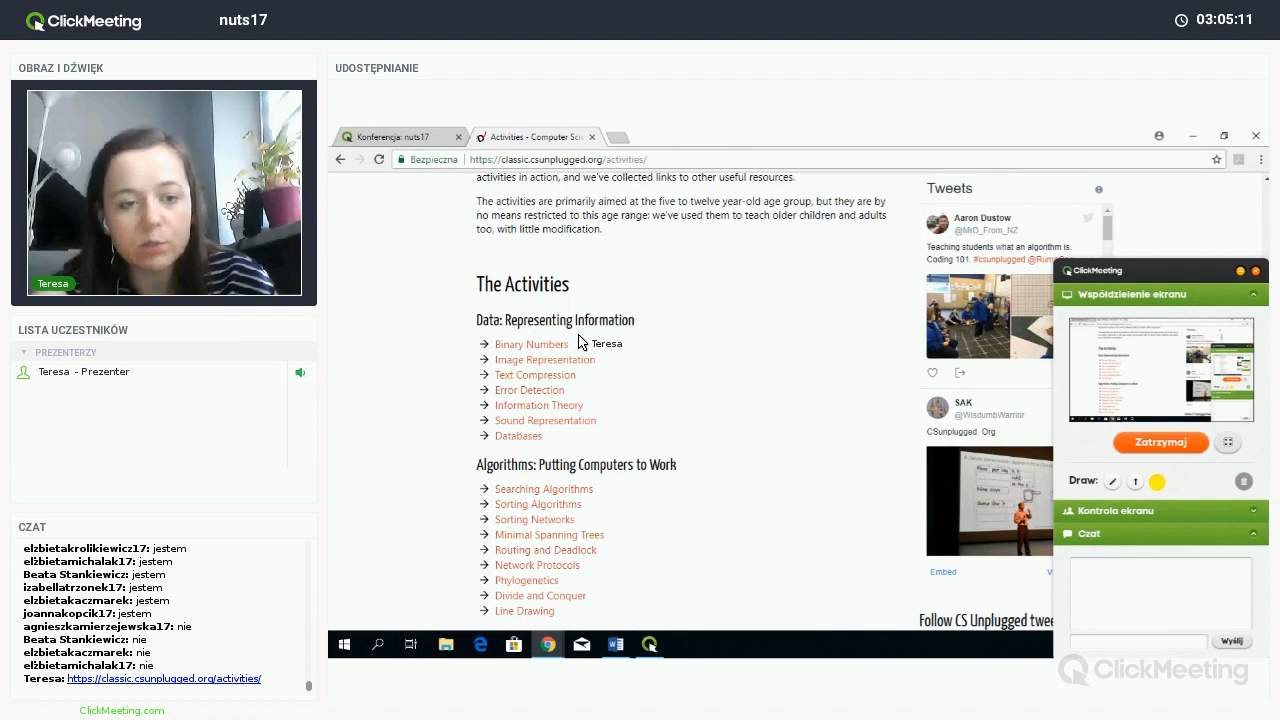 ClickMeeting
nuts17
03:05:11
OBRAZ I DŹWIĘK
Teresa
LISTA UCZESTNIKÓW
PREZENTERZY
Teresa - Prezenter
CZAT
elzbietakrolikiewicz17: jestem
elżbietamichalak17: jestem
Beata Stankiewicz: jestem
izabellatrzonek17: jestem
elzbietakaczmarek: jestem
joannakopcik17: jestem
agnieszkamierzejewska17: nie
Beata Stankiewicz: nie
elzbietakaczmarek: nie
elżbietamichalak17: nie
Teresa: https://classic.csunplugged.org/activities/
ClickMeeting.com
UDOSTĘPNIANIE
Konferencja: nuts17
Activities - Computer Sci
Bezpieczna
https://classic.csunplugged.org/activities/
activities in action, and we've collected links to other useful resources.
The activities are primarily aimed at the five to twelve year-old age group, but they are by
no means restricted to this age range: we've used them to teach older children and adults
too, with little modification.
The Activities
Data: Representing Information
Binary Numbers
Teresa
Image Representation
Text Compression
Error Detection
Information Theory
Sound Representation
Databases
Algorithms: Putting Computers to Work
Searching Algorithms
Sorting Algorithms
Sorting Networks
Minimal Spanning Trees
Routing and Deadlock
Network Protocols
Phylogenetics
Divide and Conquer
Line Drawing
Tweets
Aaron Dustow
@MrD_From_NZ
Teaching students what an algorithm is.
Coding 101. #csunplugged @Ruma
SAK
@WisdumbWarrior
CSunplugged. Org
Embed
Follow CS Unplugged twee
ClickMeeting
Współdzielenie ekranu
Zatrzymaj
Draw:
Kontrola ekranu
Czat
Wyślij
ClickMeeting